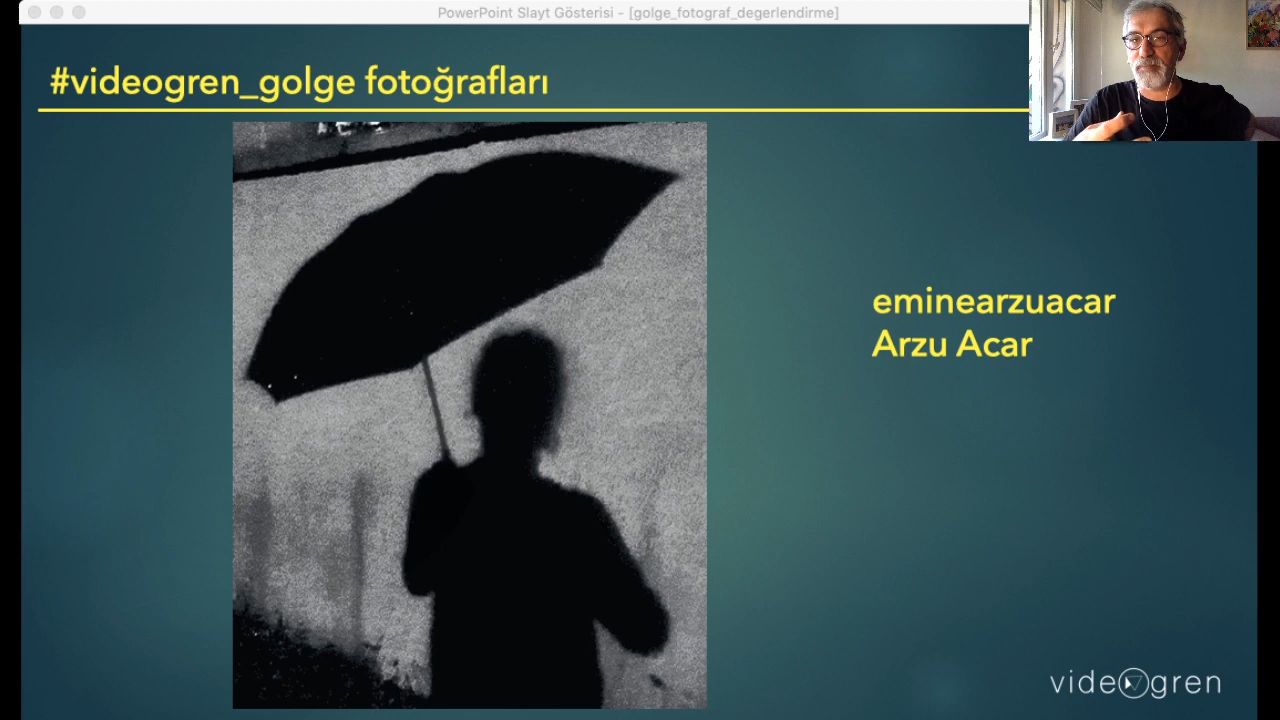 PowerPoint Slayt Gösterisi - [golge_fotograf_degerlendirme]
#videogren_golge fotoğrafları
eminearzuacar
Arzu Acar
videogren